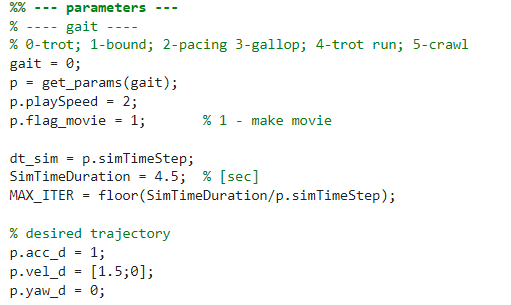 %% --- parameters ---
% ---- gait ----
% 0-trot; 1-bound; 2-pacing 3-gallop; 4-trot run; 5-crawl
gait = 0;
p = get_params(gait);
p.playSpeed = 2;
p.flag_movie = 1;       % 1 - make movie
dt_sim = p.simTimeStep;
SimTimeDuration = 4.5;  % [sec]
MAX_ITER = floor(SimTimeDuration/p.simTimeStep);
% desired trajectory
p.acc_d = 1;
p.vel_d = [1.5;0];
p.yaw_d = 0;